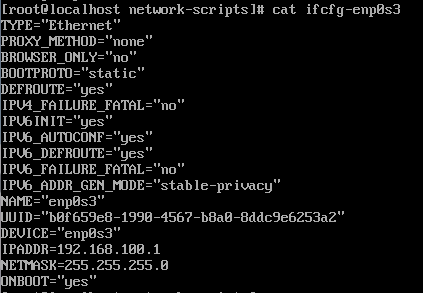 [root@localhost network-scripts]# cat ifcfg-enp0s3
TYPE="Ethernet"
PROXY_METHOD="none"
BROWSER_ONLY="no"
BOOTPROTO="static"
DEFROUTE="yes"
IPV4_FAILURE_FATAL="no"
IPV6INIT="yes"
IPV6_AUTOCONF="yes"
IPV6_DEFROUTE="yes"
IPV6_FAILURE_FATAL="no"
IPV6_ADDR_GEN_MODE="stable-privacy"
NAME="enp0s3"
UUID="b0f659e8-1990-4567-b8a0-8ddc9e6253a2"
DEVICE="enp0s3"
IPADDR=192.168.100.1
NETMASK=255.255.255.0
ONBOOT="yes"